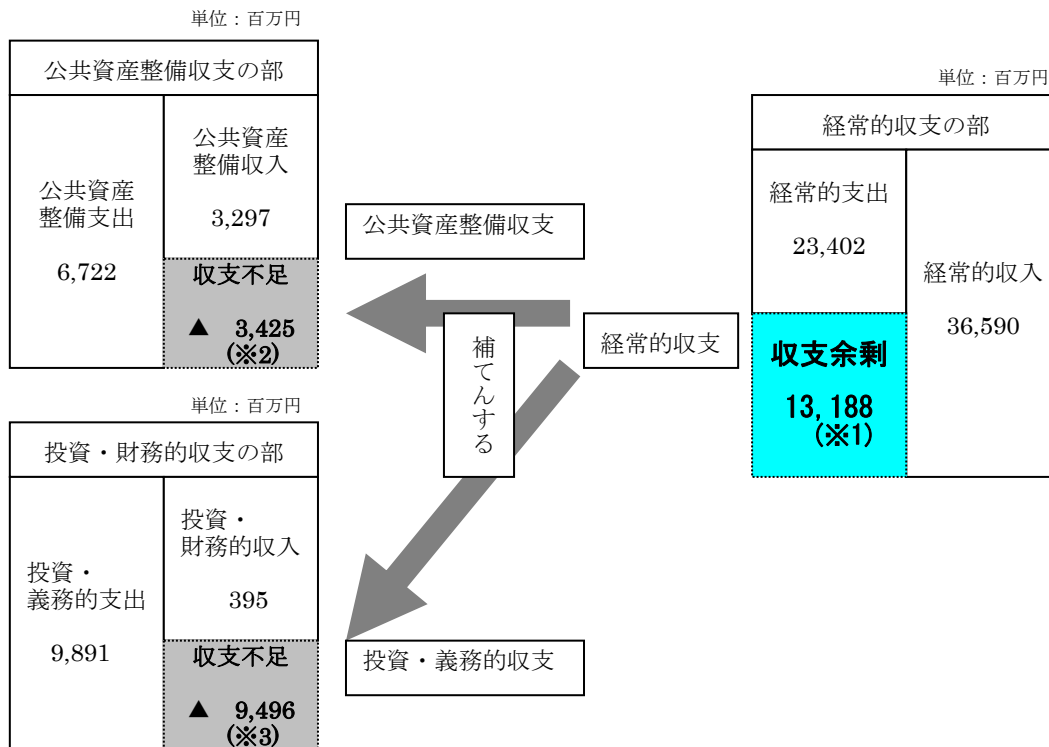 単位：百万円
公共資産整備収支の部
公共資産
整備支出
6,722
公共資産
整備収入
3,297
収支不足
▲ 3,425
(※2)
単位：百万円
投資・財務的収支の部
投資・
義務的支出
9,891
投資・
財務的収入
395
収支不足
▲ 9,496
(※3)
公共資産整備収支
補てんする
経常的収支
投資・義務的収支
単位：百万円
経常的収支の部
経常的支出
23,402
収支余剰
13,188
(※1)
経常的収入
36,590